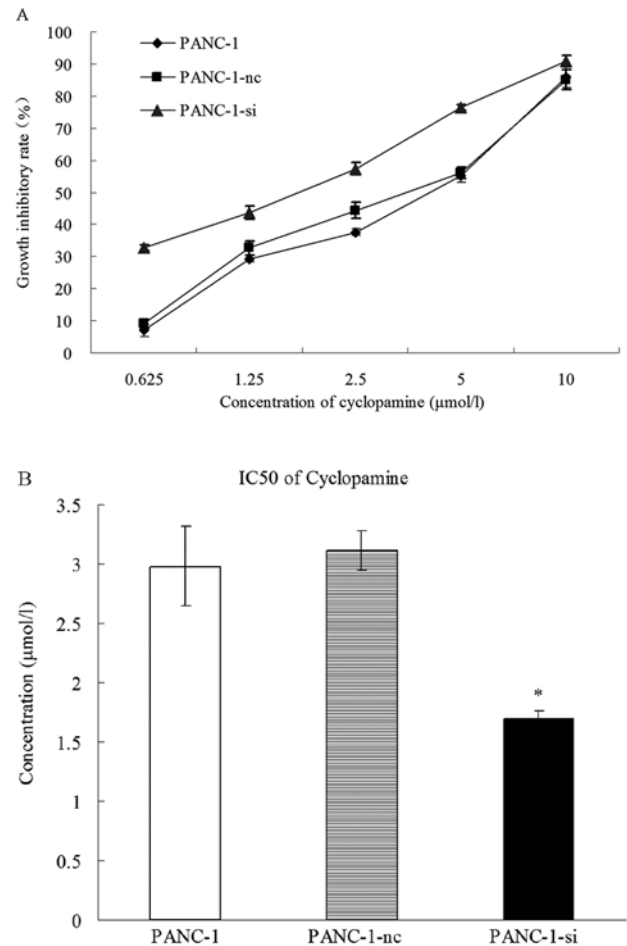 A
PANC-1
PANC-1-nc
PANC-1-si
Growth inhibitory rate (%)
100
90
80
70
60
50
40
30
20
10
0
0.625 1.25 2.5 5 10
Concentration of cyclopamine (μmol/l)
B
IC50 of Cyclopamine
Concentration (μmol/l)
3.5
3
2.5
2
1.5
1
0.5
0
*
PANC-1 PANC-1-nc PANC-1-si